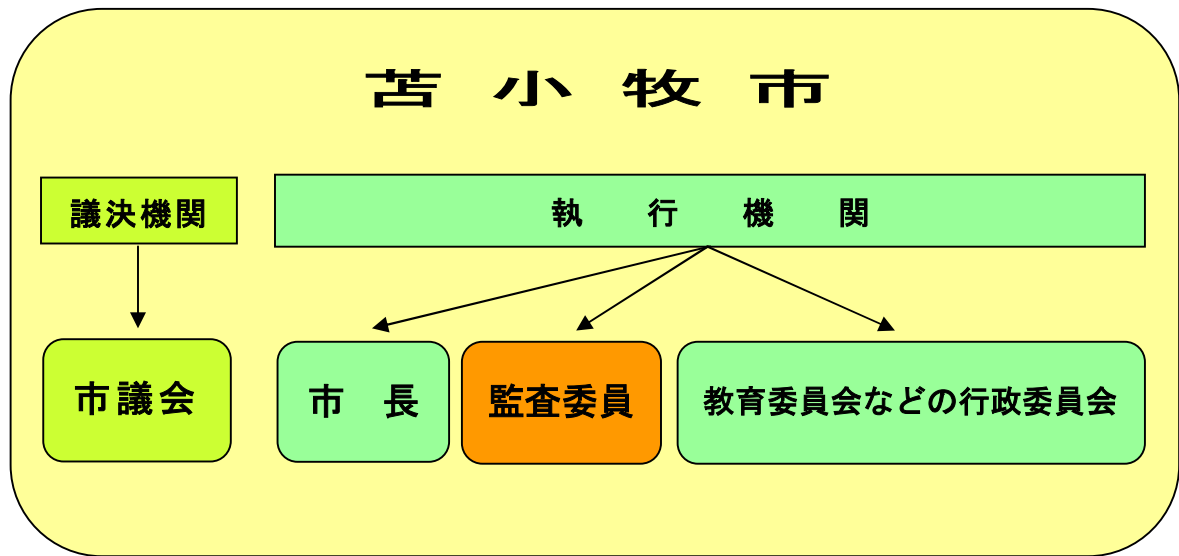 苫小牧市
議決機関
執行機関
市議会
市長
監査委員
教育委員会などの行政委員会